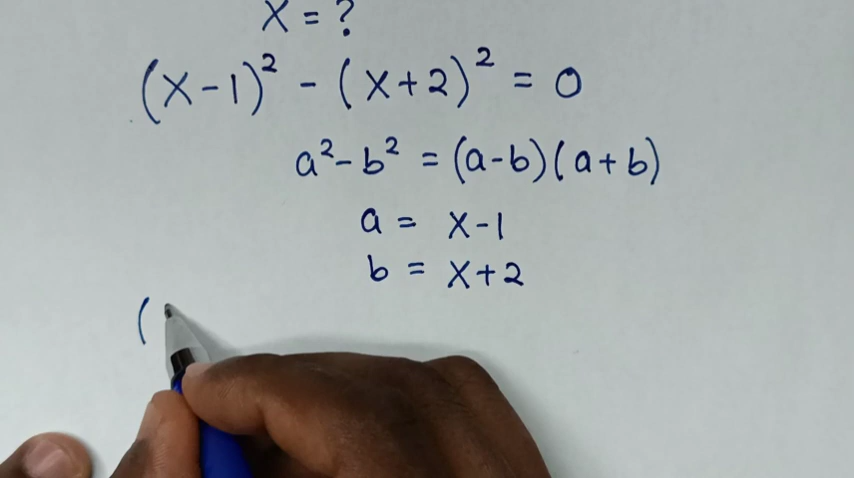 x = ?
(x-1)² - (x+2)² = 0
a² - b² = (a-b)(a+b)
a = x-1
b = x+2
(